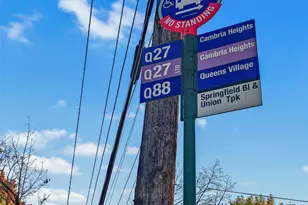 NO STANDING
Q27 Cambria Heights
Q27 Cambria Heights
Q88 Queens Village
Springfield Bl &
Union Tpk